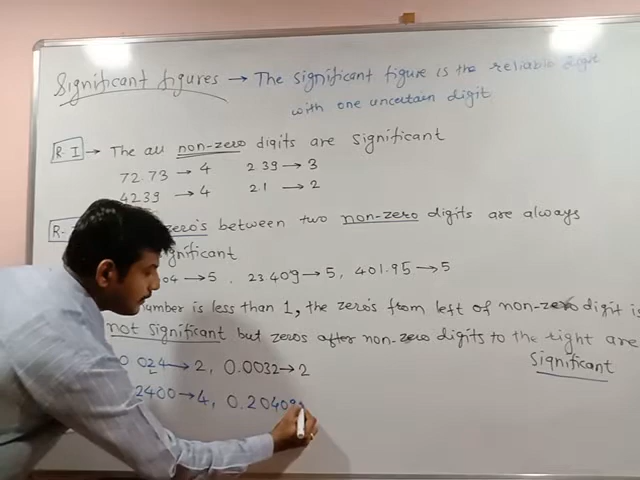 Significant figures → The significant figure is the reliable digit
with one uncertain digit
R-I → The all non-zero digits are significant
72.73 → 4 239 → 3
4239 → 4 21 → 2
R- zero's between two non-zero digits are always
significant
04 → 5, 23409 → 5, 401.95 → 5
number is less than 1, the zero's from left of non-zero digit is
not significant but zeros after non-zero digits to the right are
significant
0 024 → 2, 0.0032 → 2
2400 → 4, 0.2040